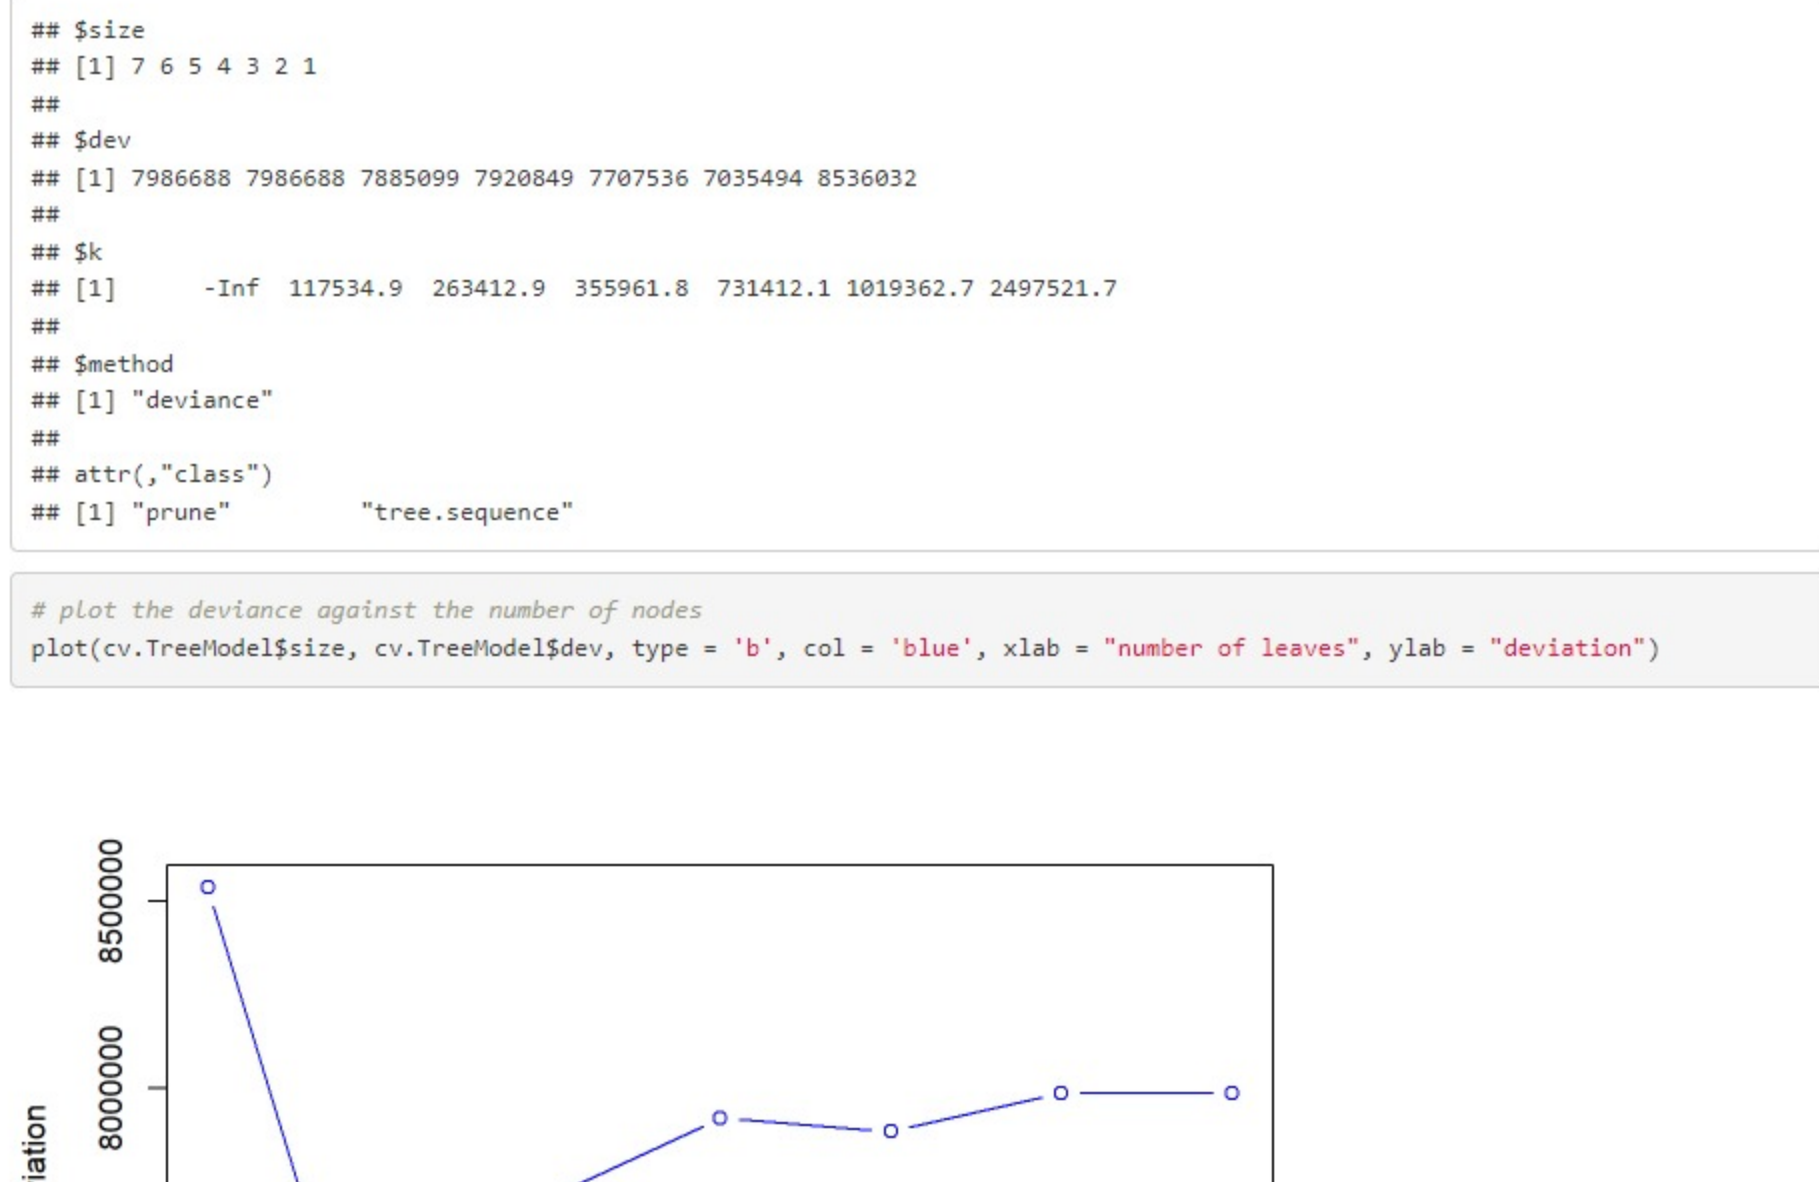 ## $size
## [1] 7 6 5 4 3 2 1
##
## $dev
## [1] 7986688 7986688 7885099 7920849 7707536 7035494 8536032
##
## $k
## [1]      -Inf  117534.9  263412.9  355961.8  731412.1 1019362.7 2497521.7
##
## $method
## [1] "deviance"
##
## attr(,"class")
## [1] "prune"         "tree.sequence"
# plot the deviance against the number of nodes
plot(cv.TreeModel$size, cv.TreeModel$dev, type = 'b', col = 'blue', xlab = "number of leaves", ylab = "deviation")
8500000
8000000
iation